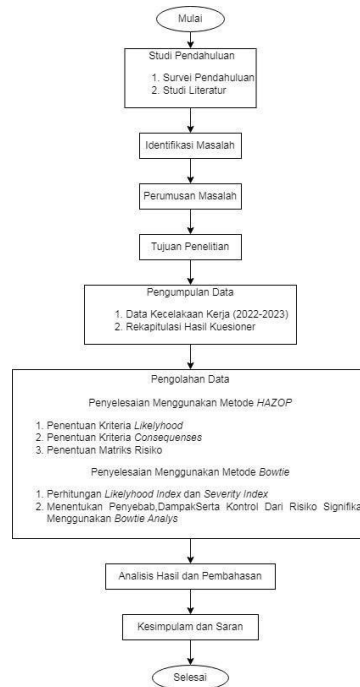 Mulai
Studi Pendahuluan
1. Survei Pendahuluan
2. Studi Literatur
Identifikasi Masalah
Perumusan Masalah
Tujuan Penelitian
Pengumpulan Data
1. Data Kecelakaan Kerja (2022-2023)
2. Rekapitulasi Hasil Kuesioner
Pengolahan Data
Penyelesaian Menggunakan Metode HAZOP
1. Penentuan Kriteria Likelyhood
2. Penentuan Kriteria Consequenses
3. Penentuan Matriks Risiko
Penyelesaian Menggunakan Metode Bowtie
1. Perhitungan Likelyhood Index dan Severity Index
2. Menentukan Penyebab,DampakSerta Kontrol Dari Risiko Signifika
Menggunakan Bowtie Analys
Analisis Hasil dan Pembahasan
Kesimpulam dan Saran
Selesai